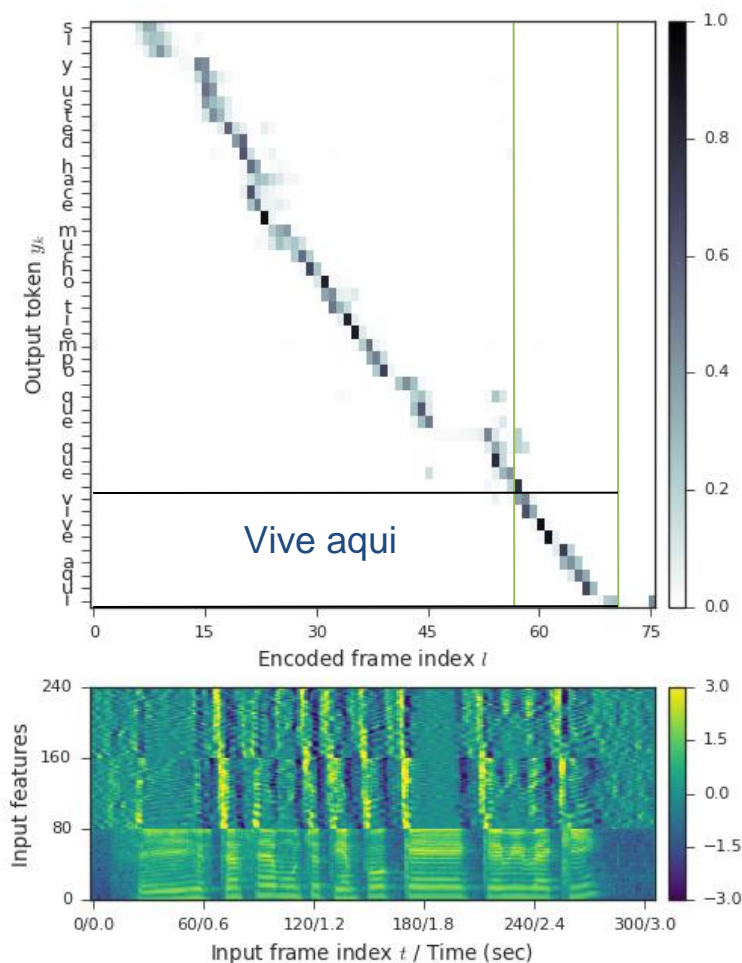 s
i
y
u
s
t
e
d
h
a
c
e
m
u
c
h
o
t
i
e
m
p
o
q
u
e
q
u
e
v
i
v
e
a
q
u
i
Output token yₖ
Vive aqui
1.0
0.8
0.6
0.4
0.2
0.0
0 15 30 45 60 75
Encoded frame index l
240
160
80
0
Input features
3.0
1.5
0.0
−1.5
−3.0
0/0.0 60/0.6 120/1.2 180/1.8 240/2.4 300/3.0
Input frame index t / Time (sec)